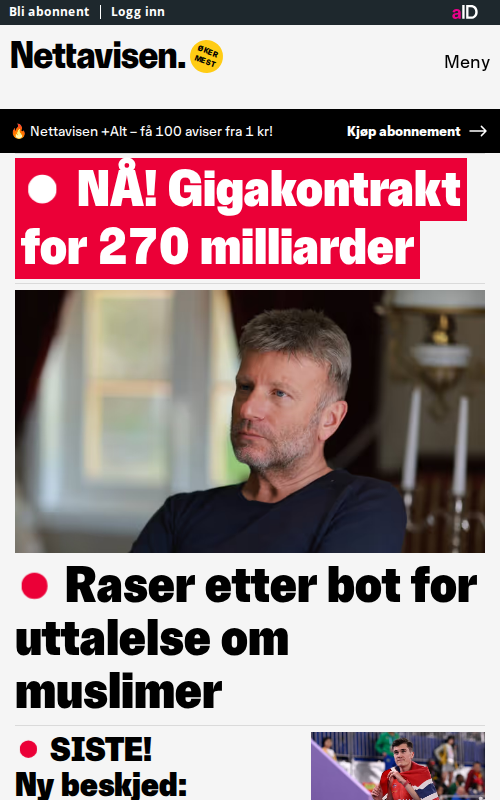 Bli abonnent | Logg inn
aID
Nettavisen.
ØKER
MEST
Meny
Nettavisen +Alt – få 100 aviser fra 1 kr!
Kjøp abonnement →
NÅ! Gigakontrakt
for 270 milliarder
Raser etter bot for
uttalelse om
muslimer
SISTE!
Ny beskjed: